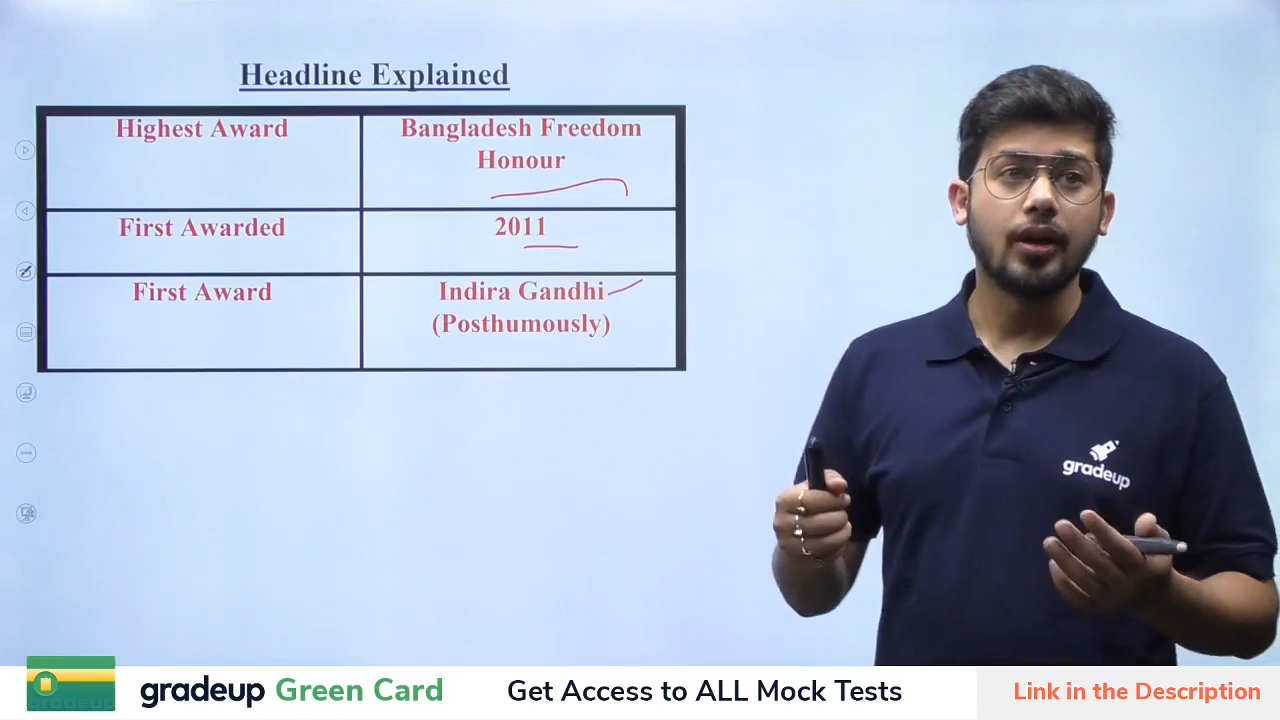 Headline Explained
Highest Award
Bangladesh Freedom
Honour
First Awarded
2011
First Award
Indira Gandhi
(Posthumously)
gradeup
gradeup Green Card
Get Access to ALL Mock Tests
Link in the Description